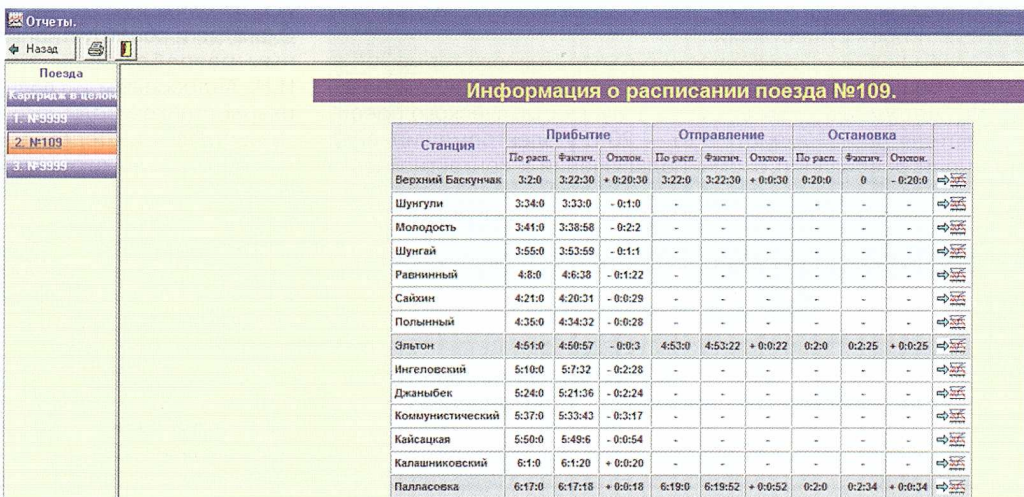 Отчеты.
Назад
Поезда
Картридж в целом
1. №9999
2. №109
3. №9999
Информация о расписании поезда №109.
Станция Прибытие Отправление Остановка -
По расп. Фактич. Отклон. По расп. Фактич. Отклон. По расп. Фактич. Отклон.
Верхний Баскунчак 3:2:0 3:22:30 + 0:20:30 3:22:0 3:22:30 + 0:0:30 0:20:0 0 - 0:20:0
Шунгули 3:34:0 3:33:0 - 0:1:0 - - - - - -
Молодость 3:41:0 3:38:58 - 0:2:2 - - - - - -
Шунгай 3:55:0 3:53:59 - 0:1:1 - - - - - -
Равнинный 4:8:0 4:6:38 - 0:1:22 - - - - - -
Сайхин 4:21:0 4:20:31 - 0:0:29 - - - - - -
Полынный 4:35:0 4:34:32 - 0:0:28 - - - - - -
Эльтон 4:51:0 4:50:57 - 0:0:3 4:53:0 4:53:22 + 0:0:22 0:2:0 0:2:25 + 0:0:25
Ингеловский 5:10:0 5:7:32 - 0:2:28 - - - - - -
Джаныбек 5:24:0 5:21:36 - 0:2:24 - - - - - -
Коммунистический 5:37:0 5:33:43 - 0:3:17 - - - - - -
Кайсацкая 5:50:0 5:49:6 - 0:0:54 - - - - - -
Калашниковский 6:1:0 6:1:20 + 0:0:20 - - - - - -
Палласовка 6:17:0 6:17:18 + 0:0:18 6:19:0 6:19:52 + 0:0:52 0:2:0 0:2:34 + 0:0:34